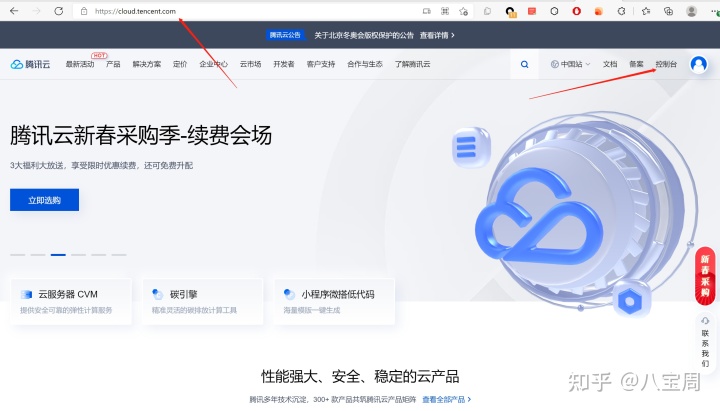 https://cloud.tencent.com
腾讯云公告 关于北京冬奥会版权保护的公告 查看详情 >
腾讯云 最新活动 HOT 产品 解决方案 定价 企业中心 云市场 开发者 客户支持 合作与生态 了解腾讯云 中国站 文档 备案 控制台
腾讯云新春采购季-续费会场
3大福利大放送，享受限时优惠续费，还可免费升配
立即选购
云服务器 CVM
提供安全可靠的弹性计算服务
碳引擎
精准灵活的碳排放计算工具
小程序微搭低代码
海量模版一键生成
新春采购
联系我们
性能强大、安全、稳定的云产品
腾讯多年技术沉淀，300+ 款产品共筑腾讯云产品矩阵 查看全部产品 >
知乎 @八宝周